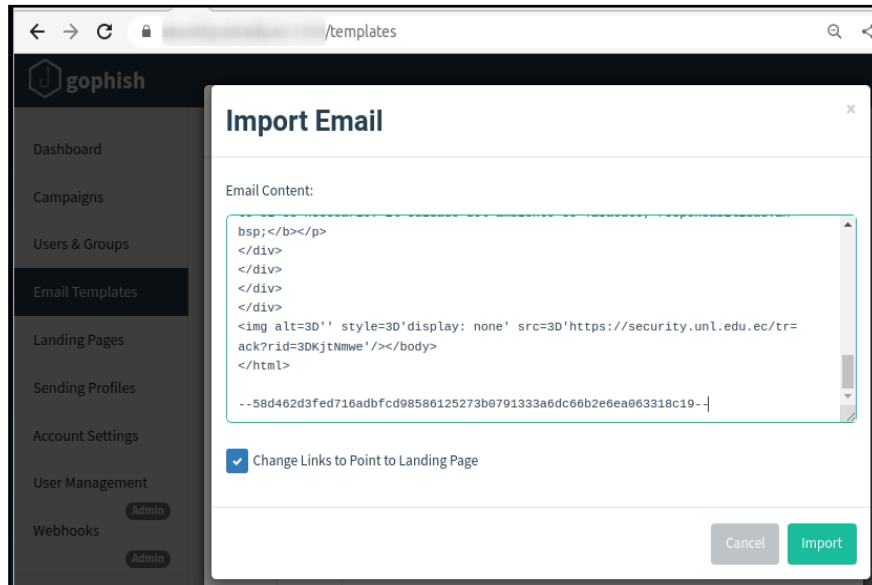 /templates
gophish
Import Email
×
Dashboard
Campaigns
Users & Groups
Email Templates
Landing Pages
Sending Profiles
Account Settings
User Management
Admin
Webhooks
Admin
Email Content:
bsp;</b></p>
</div>
</div>
</div>
</div>
<img alt=3D'' style=3D'display: none' src=3D'https://security.unl.edu.ec/tr=
ack?rid=3DKjtNmwe'/></body>
</html>
--58d462d3fed716adbfcd98586125273b0791333a6dc66b2e6ea063318c19--
Change Links to Point to Landing Page
Cancel
Import